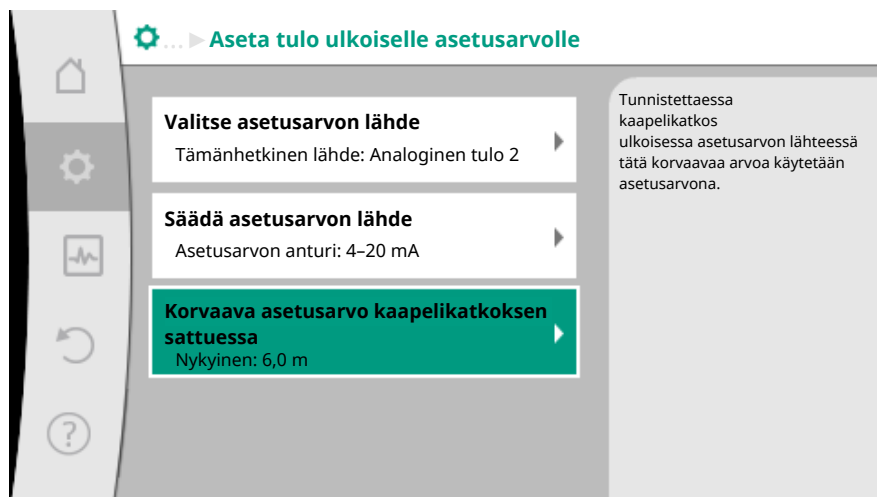 ... ▶ Aseta tulo ulkoiselle asetusarvolle
Valitse asetusarvon lähde
Tämänhetkinen lähde: Analoginen tulo 2
Säädä asetusarvon lähde
Asetusarvon anturi: 4–20 mA
Korvaava asetusarvo kaapelikatkoksen
sattuessa
Nykyinen: 6,0 m
Tunnistettaessa
kaapelikatkos
ulkoisessa asetusarvon lähteessä
tätä korvaavaa arvoa käytetään
asetusarvona.
?